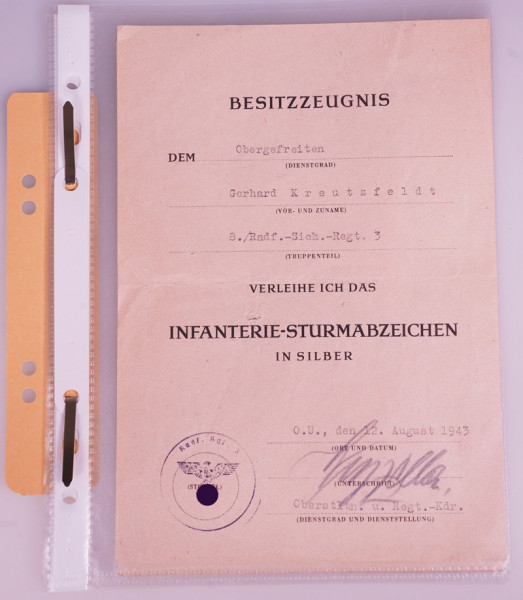 BESITZZEUGNIS
DEM Obergefreiten
(DIENSTGRAD)
Gerhard Kreutzfeldt
(VOR- UND ZUNAME)
8./Radf.-Sich.-Regt. 3
(TRUPPENTEIL)
VERLEIHE ICH DAS
INFANTERIE-STURMABZEICHEN
IN SILBER
O.U., den 12. August 1943
(ORT UND DATUM)
(UNTERSCHRIFT)
Oberstltn. u. Regt.-Kdr.
(DIENSTGRAD UND DIENSTSTELLUNG)